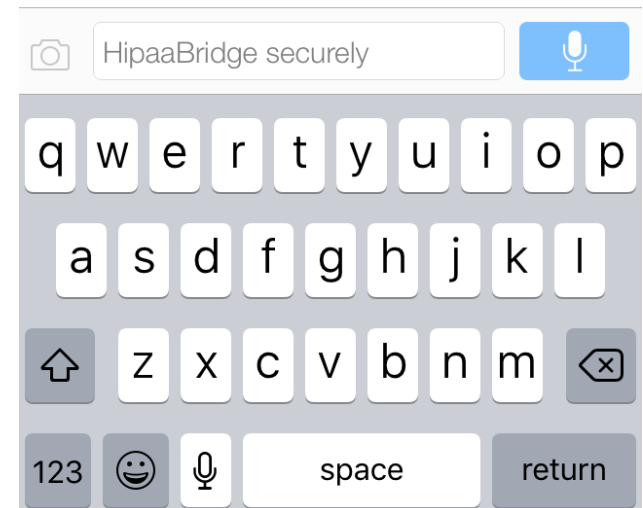 HipaaBridge securely
q w e r t y u i o p
a s d f g h j k l
z x c v b n m
123 space return